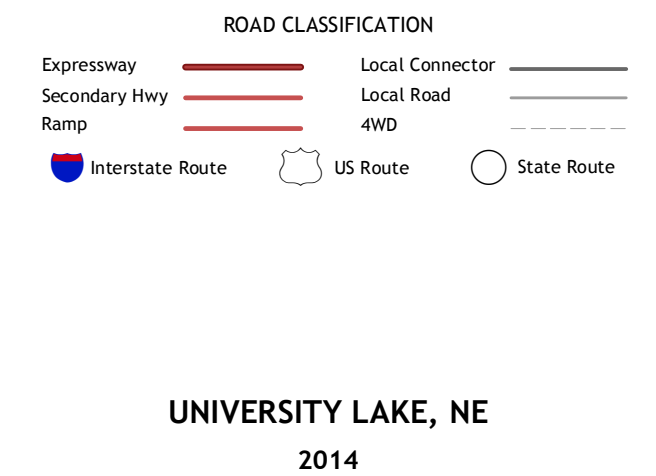 ROAD CLASSIFICATION
Expressway
Local Connector
Secondary Hwy
Local Road
Ramp
4WD
Interstate Route
US Route
State Route
UNIVERSITY LAKE, NE
2014